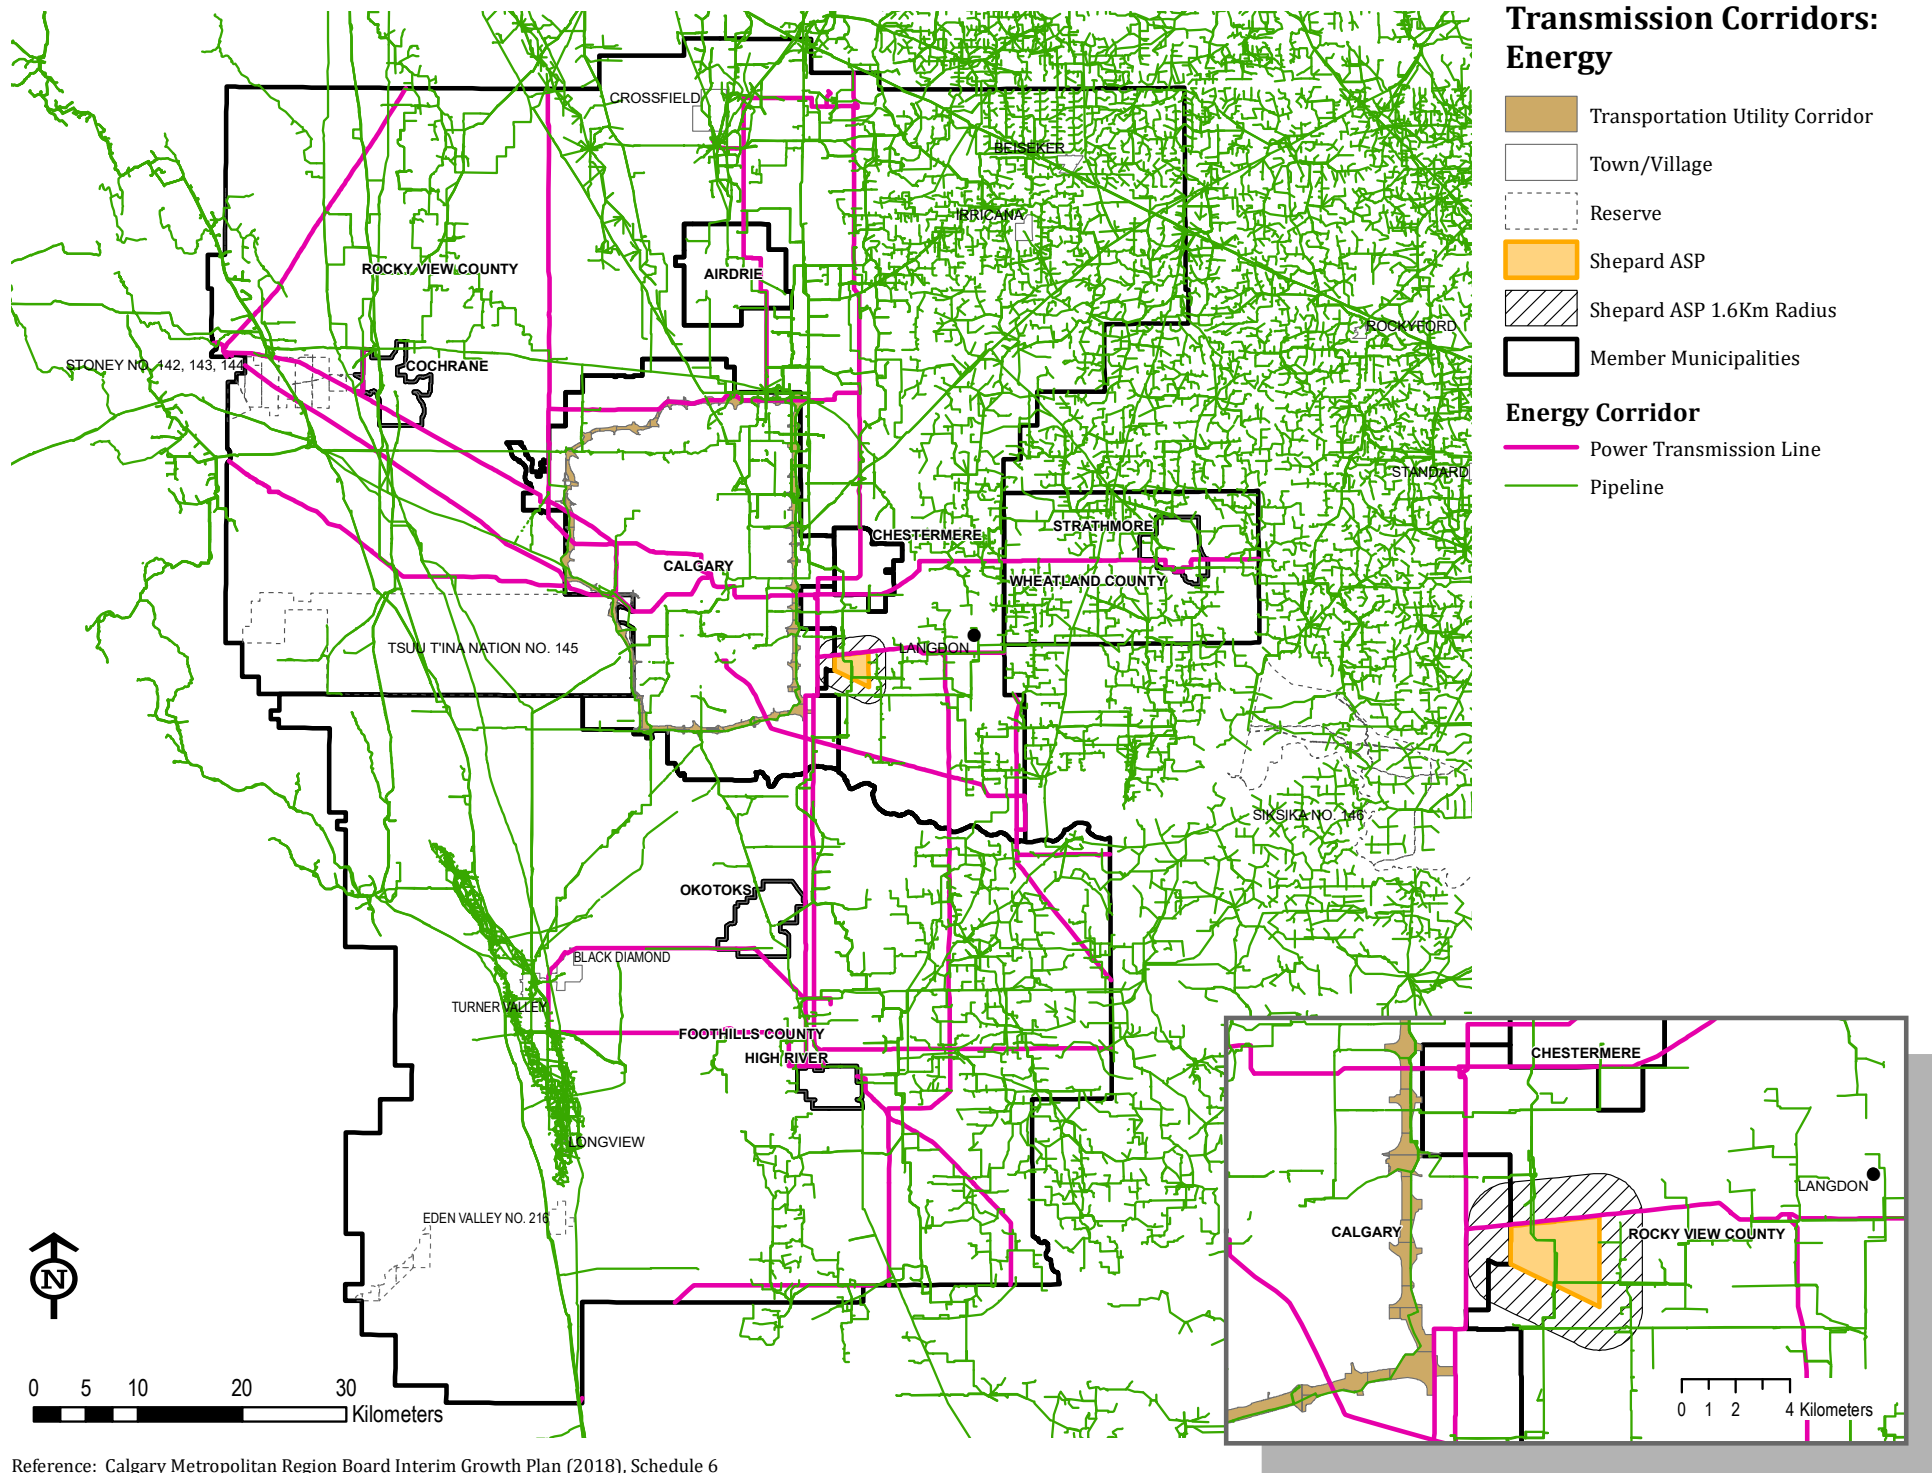 Transmission Corridors:
Energy
Transportation Utility Corridor
Town/Village
Reserve
Shepard ASP
Shepard ASP 1.6Km Radius
Member Municipalities
Energy Corridor
Power Transmission Line
Pipeline
CROSSFIELD
BEISEKER
IRRICANA
ROCKY VIEW COUNTY
AIRDRIE
ROCKYFORD
STONEY NO. 142, 143, 144
COCHRANE
STANDARD
STRATHMORE
CHESTERMERE
CALGARY
WHEATLAND COUNTY
TSUU T'INA NATION NO. 145
LANGDON
SIKSIKA NO. 146
OKOTOKS
BLACK DIAMOND
TURNER VALLEY
FOOTHILLS COUNTY
HIGH RIVER
LONGVIEW
EDEN VALLEY NO. 216
N
0 5 10 20 30
Kilometers
CHESTERMERE
LANGDON
CALGARY
ROCKY VIEW COUNTY
0 1 2 4 Kilometers
Reference: Calgary Metropolitan Region Board Interim Growth Plan (2018), Schedule 6